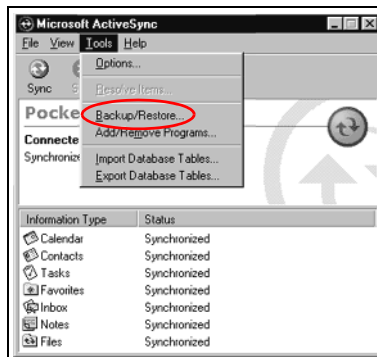 Microsoft ActiveSync
File View Tools Help
Options...
Sync
Resolve Items...
Pocke
Backup/Restore...
Add/Remove Programs...
Connecte
Synchronize
Import Database Tables...
Export Database Tables...
Information Type Status
Calendar Synchronized
Contacts Synchronized
Tasks Synchronized
Favorites Synchronized
Inbox Synchronized
Notes Synchronized
Files Synchronized